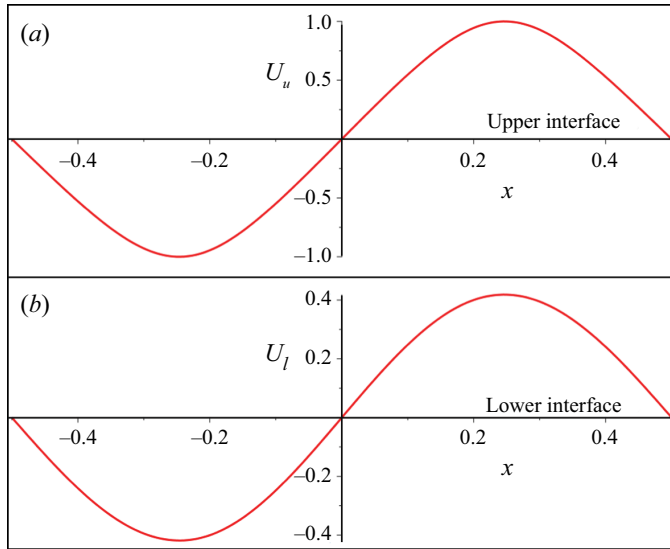 (a)
1.0
U_u
0.5
Upper interface
–0.4
–0.2
0.2
0.4
–0.5
x
–1.0
(b)
0.4
U_l
0.2
Lower interface
–0.4
–0.2
0.2
0.4
–0.2
x
–0.4